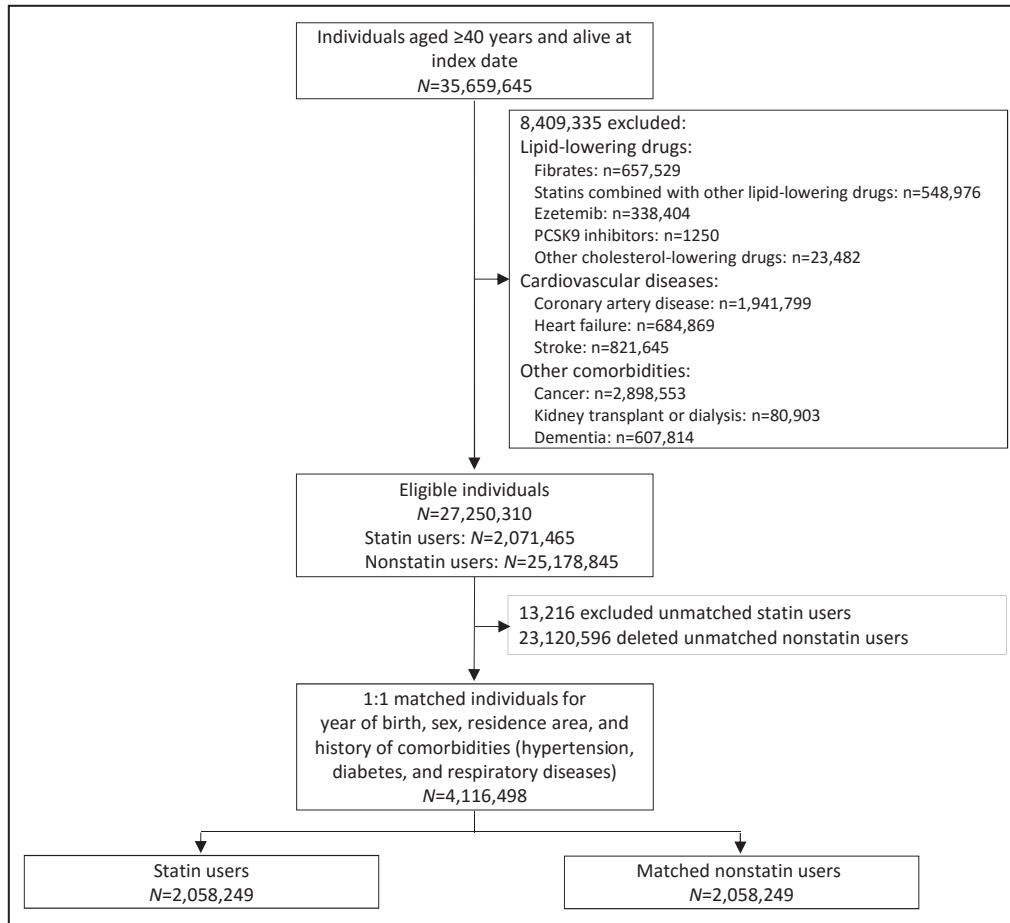 Individuals aged ≥40 years and alive at
index date
N=35,659,645
8,409,335 excluded:
Lipid-lowering drugs:
Fibrates: n=657,529
Statins combined with other lipid-lowering drugs: n=548,976
Ezetemib: n=338,404
PCSK9 inhibitors: n=1250
Other cholesterol-lowering drugs: n=23,482
Cardiovascular diseases:
Coronary artery disease: n=1,941,799
Heart failure: n=684,869
Stroke: n=821,645
Other comorbidities:
Cancer: n=2,898,553
Kidney transplant or dialysis: n=80,903
Dementia: n=607,814
Eligible individuals
N=27,250,310
Statin users: N=2,071,465
Nonstatin users: N=25,178,845
13,216 excluded unmatched statin users
23,120,596 deleted unmatched nonstatin users
1:1 matched individuals for
year of birth, sex, residence area, and
history of comorbidities (hypertension,
diabetes, and respiratory diseases)
N=4,116,498
Statin users
N=2,058,249
Matched nonstatin users
N=2,058,249